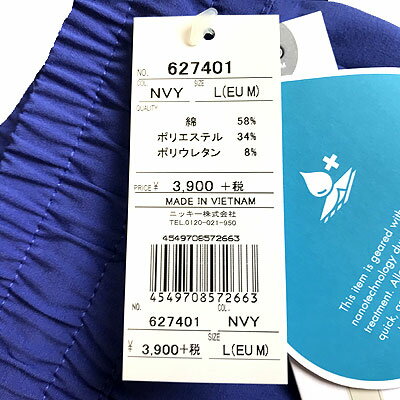 NO. 627401
COL. NVY SIZE L(EU M)
QUALITY
綿 58%
ポリエステル 34%
ポリウレタン 8%
PRICE ¥ 3,900 +税
MADE IN VIETNAM
ニッキー株式会社
TEL.0120-021-950
4549708572663
4549708572663
NO. 627401 COL. NVY
¥ 3,900+税 SIZE L(EU M)
This item is geared with
nanotechnology du
treatment. All
quick,